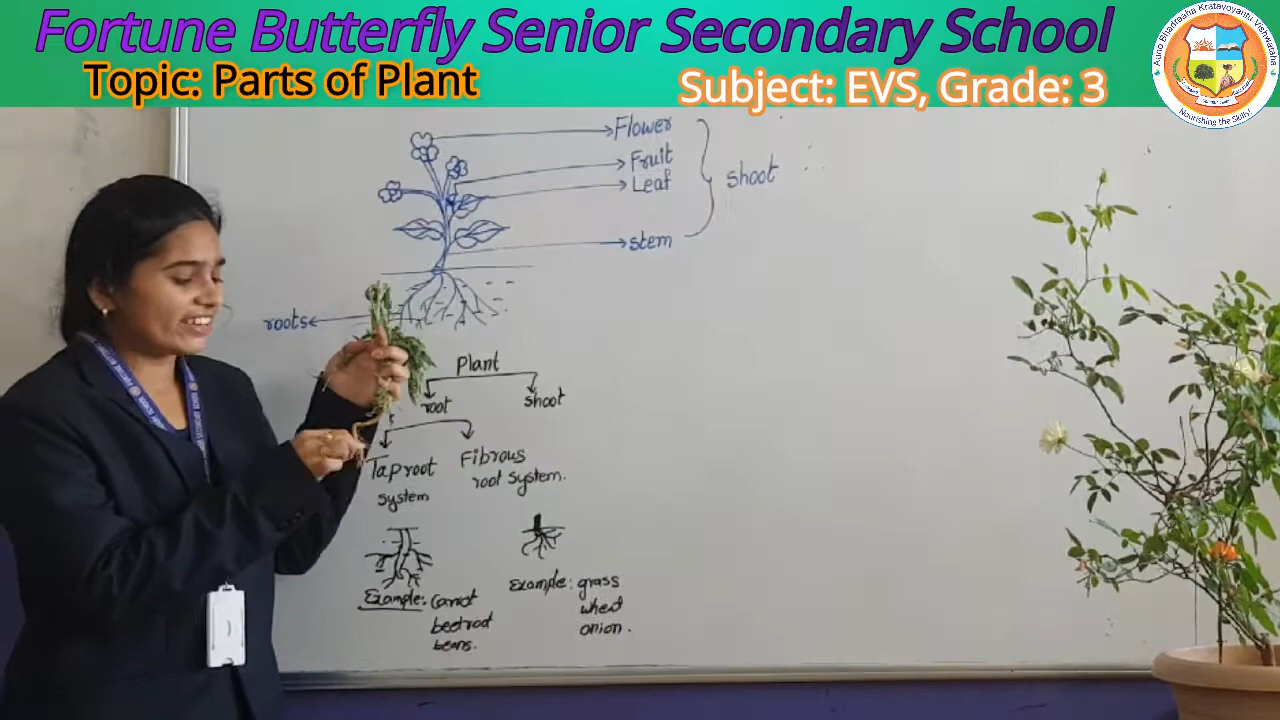 Fortune Butterfly Senior Secondary School
Topic: Parts of Plant
Subject: EVS, Grade: 3
Nourishing the Skills!
Flower
Fruit
Leaf
shoot
stem
roots
Plant
root
shoot
Taproot
system
Fibrous
root system.
Example: Carrot
beetroot
beans.
Example: grass
wheat
onion.